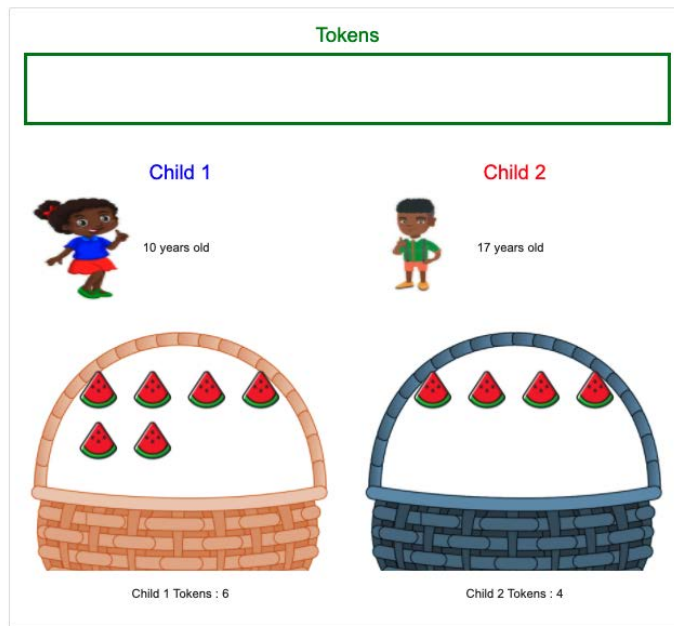 Tokens
Child 1
Child 2
10 years old
17 years old
Child 1 Tokens : 6
Child 2 Tokens : 4